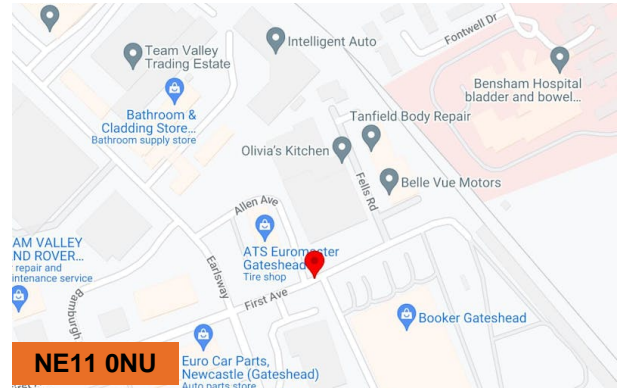 Fontwell Dr
Intelligent Auto
Team Valley
Trading Estate
Bensham Hospital
bladder and bowel...
Bathroom &
Cladding Store...
Bathroom supply store
Tanfield Body Repair
Olivia's Kitchen
Belle Vue Motors
Fells Rd
Allen Ave
AM VALLEY
ND ROVER...
repair and
intenance service
ATS Euromaster
Gateshead
Tire shop
Earlsway
First Ave
Bamburgh
Booker Gateshead
NE11 0NU
Euro Car Parts,
Newcastle (Gateshead)
Auto parts store